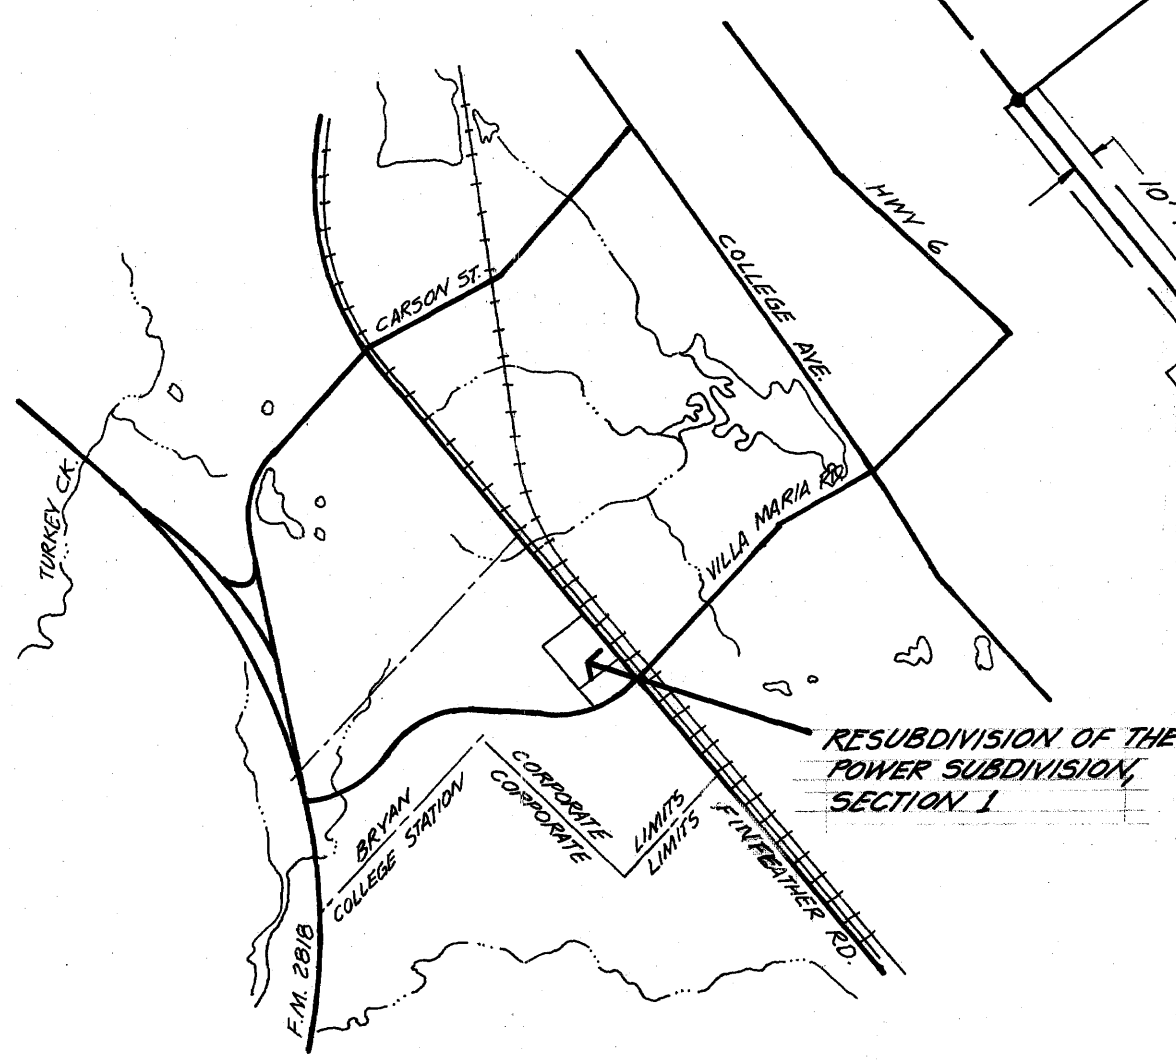 10'
HWY 6
COLLEGE AVE.
CARSON ST.
TURKEY CK.
VILLA MARIA RD.
RESUBDIVISION OF THE
POWER SUBDIVISION,
SECTION 1
CORPORATE LIMITS
CORPORATE LIMITS
BRYAN
COLLEGE STATION
FINFEATHER RD.
F.M. 2818